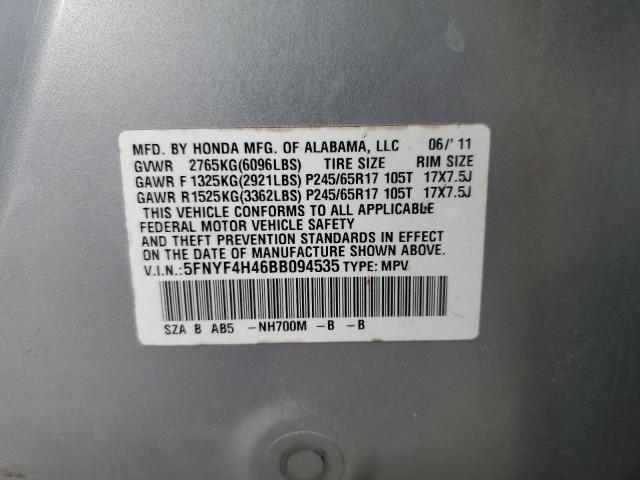 MFD. BY HONDA MFG. OF ALABAMA, LLC 06/'11
GVWR 2765KG(6096LBS) TIRE SIZE RIM SIZE
GAWR F 1325KG(2921LBS) P245/65R17 105T 17X7.5J
GAWR R1525KG(3362LBS) P245/65R17 105T 17X7.5J
THIS VEHICLE CONFORMS TO ALL APPLICABLE
FEDERAL MOTOR VEHICLE SAFETY
AND THEFT PREVENTION STANDARDS IN EFFECT
ON THE DATE OF MANUFACTURE SHOWN ABOVE.
V.I.N.:5FNYF4H46BB094535 TYPE: MPV
SZA B AB5 -NH700M -B -B